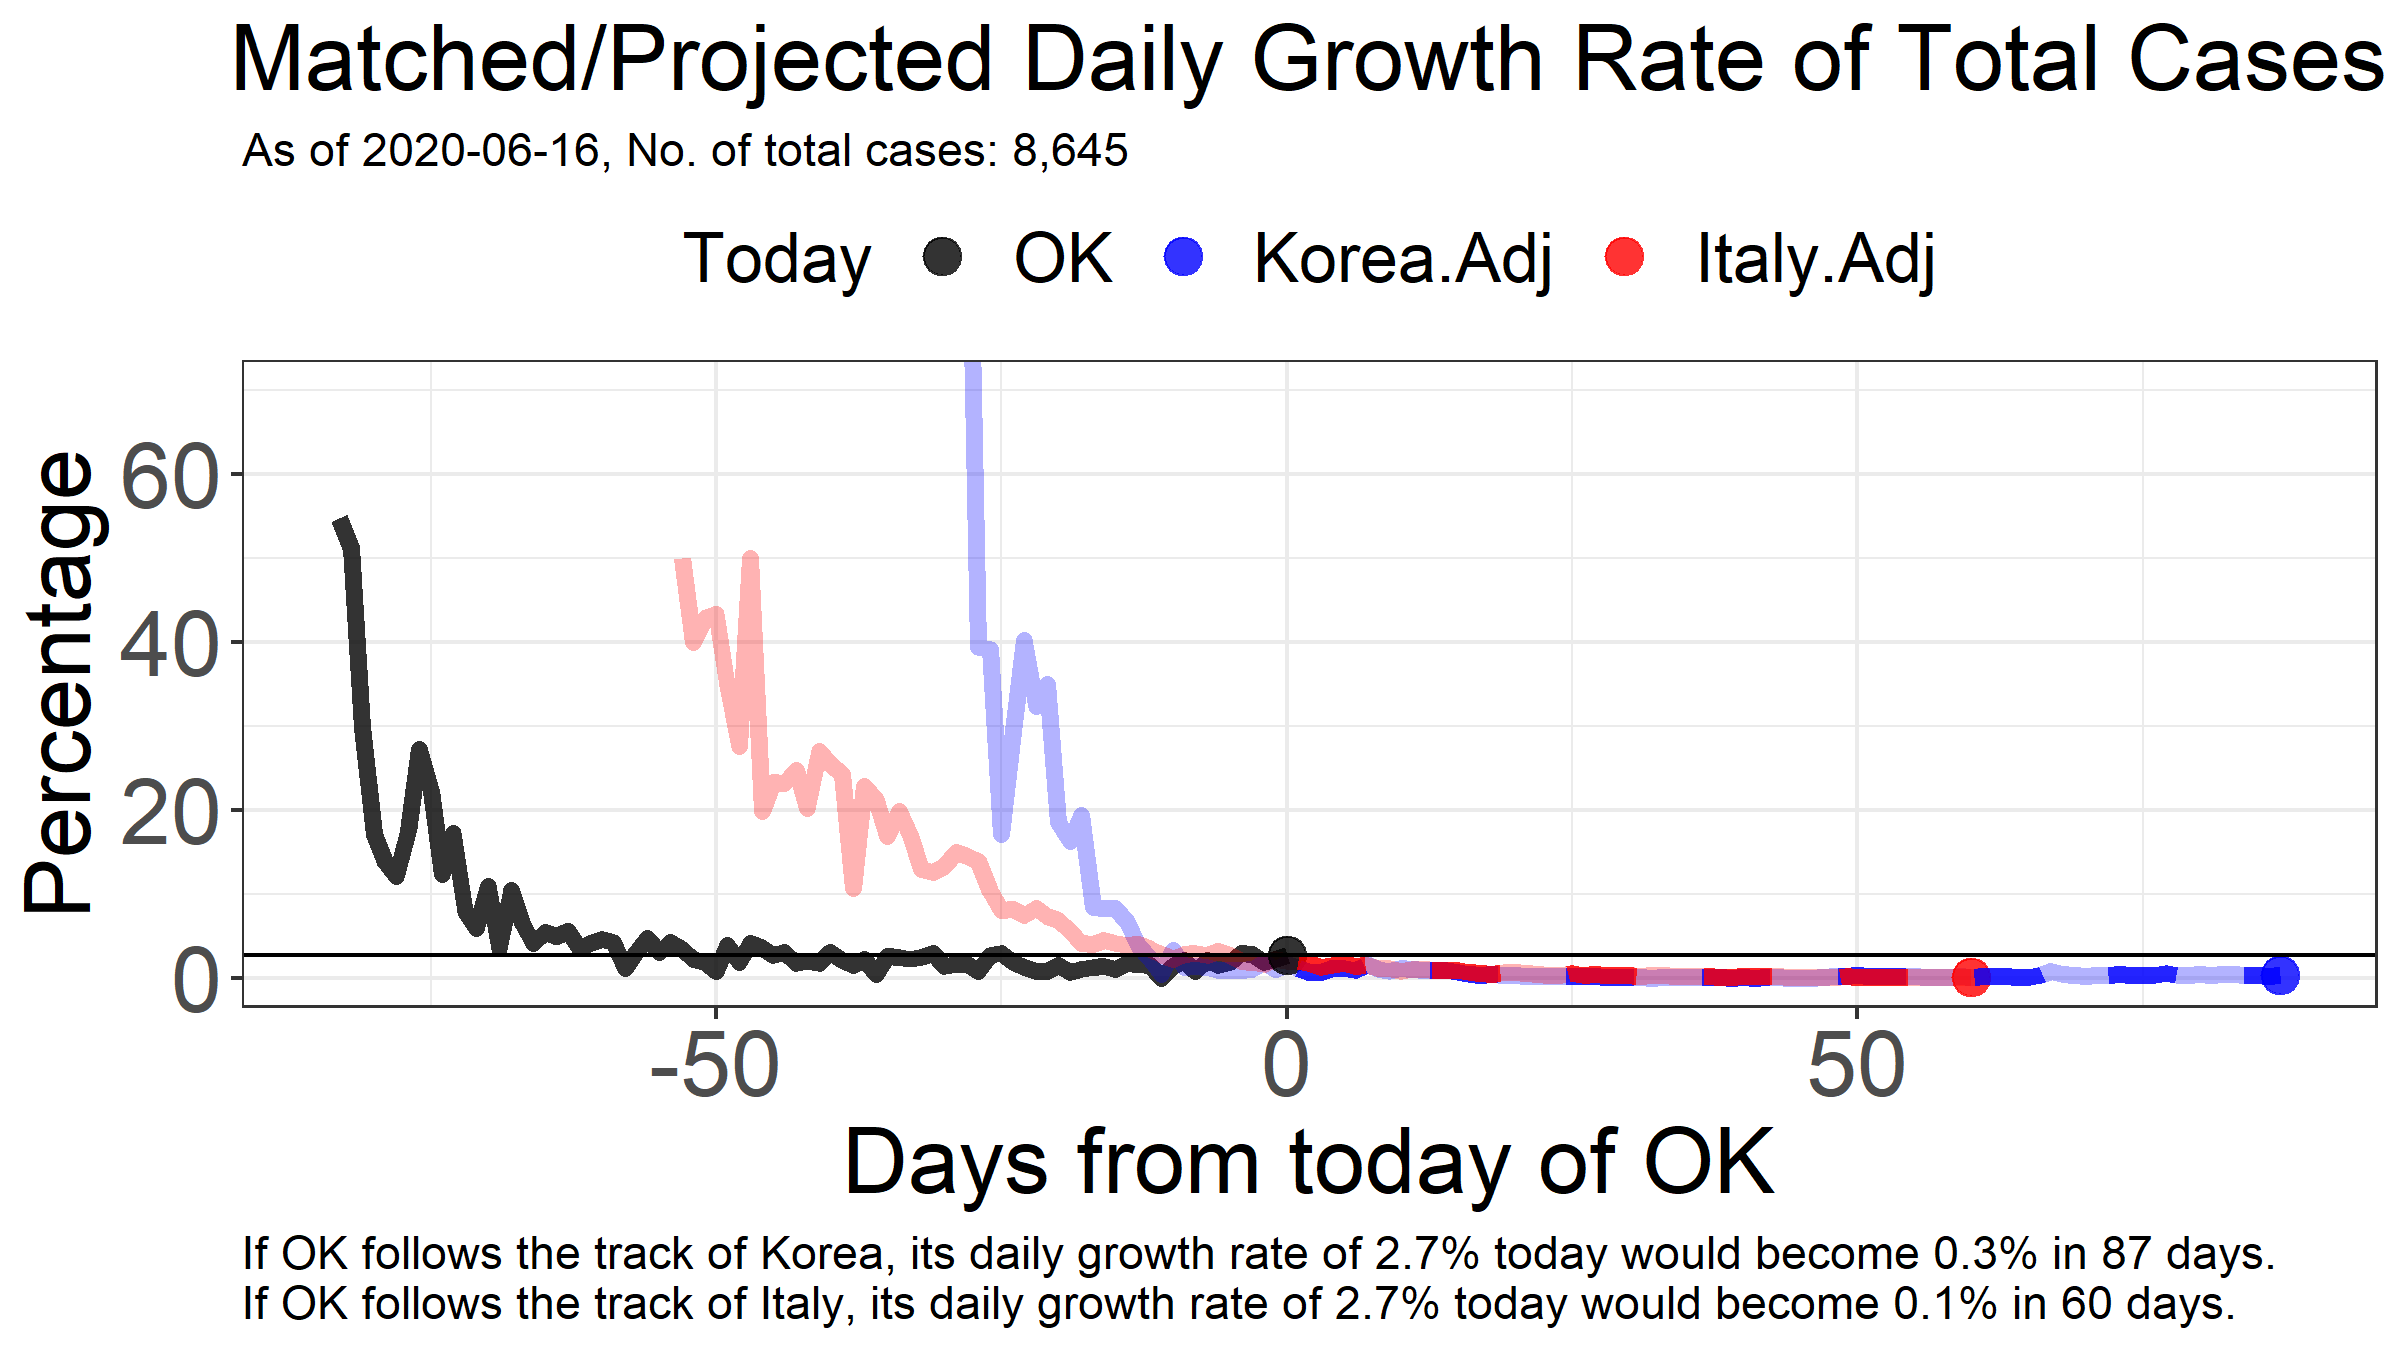 Matched/Projected Daily Growth Rate of Total Cases
As of 2020-06-16, No. of total cases: 8,645
Today OK Korea.Adj Italy.Adj
Percentage
60
40
20
0
-50 0 50
Days from today of OK
If OK follows the track of Korea, its daily growth rate of 2.7% today would become 0.3% in 87 days.
If OK follows the track of Italy, its daily growth rate of 2.7% today would become 0.1% in 60 days.